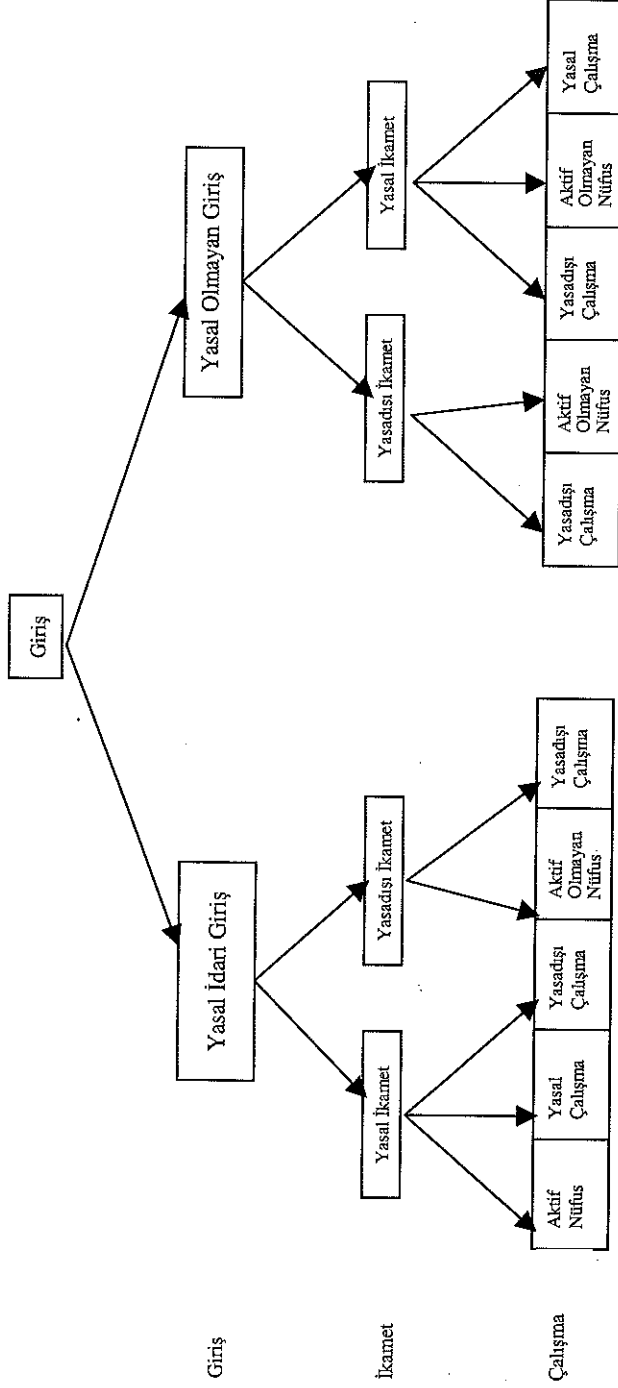 Giriş
Giriş
Yasal İdari Giriş
Yasal Olmayan Giriş
İkamet
Yasal İkamet
Yasadışı İkamet
Yasadısı İkamet
Yasal İkamet
Çalışma
Aktif
Nüfus
Yasal
Çalışma
Yasadışı
Çalışma
Aktif
Olmayan
Nüfus
Yasadışı
Çalışma
Yasadışı
Çalışma
Aktif
Olmayan
Nüfus
Yasadışı
Çalışma
Aktif
Olmayan
Nüfus
Yasal
Çalışma